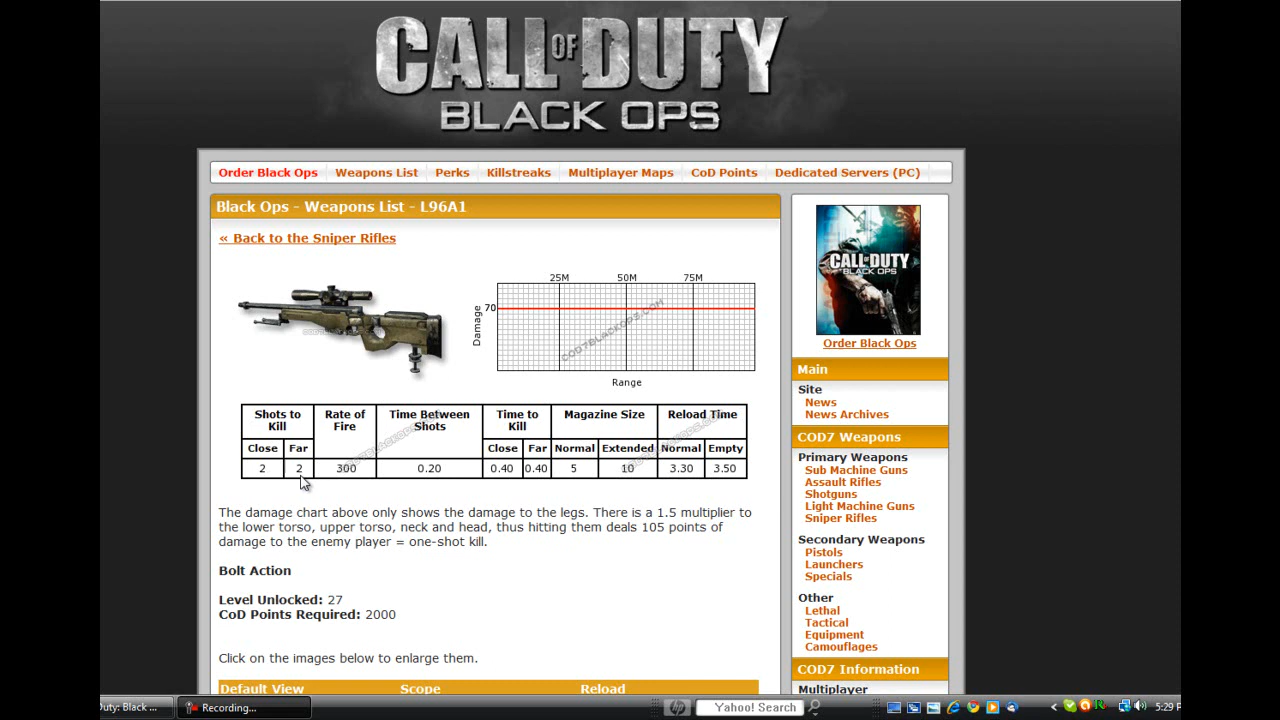 CALL OF DUTY
BLACK OPS
Order Black Ops Weapons List Perks Killstreaks Multiplayer Maps CoD Points Dedicated Servers (PC)
Black Ops - Weapons List - L96A1
« Back to the Sniper Rifles
25M 50M 75M
70
Damage
COD7BLACKOPS.COM
Range
Shots to Kill Rate of Fire Time Between Shots Time to Kill Magazine Size Reload Time
Close Far Close Far Normal Extended Normal Empty
2 2 300 0.20 0.40 0.40 5 10 3.30 3.50
The damage chart above only shows the damage to the legs. There is a 1.5 multiplier to
the lower torso, upper torso, neck and head, thus hitting them deals 105 points of
damage to the enemy player = one-shot kill.
Bolt Action
Level Unlocked: 27
CoD Points Required: 2000
Click on the images below to enlarge them.
Default View Scope Reload
CALL OF DUTY
BLACK OPS
Order Black Ops
Main
Site
News
News Archives
COD7 Weapons
Primary Weapons
Sub Machine Guns
Assault Rifles
Shotguns
Light Machine Guns
Sniper Rifles
Secondary Weapons
Pistols
Launchers
Specials
Other
Lethal
Tactical
Equipment
Camouflages
COD7 Information
Multiplayer
Duty: Black ... Recording... hp Yahoo! Search 5:29 P